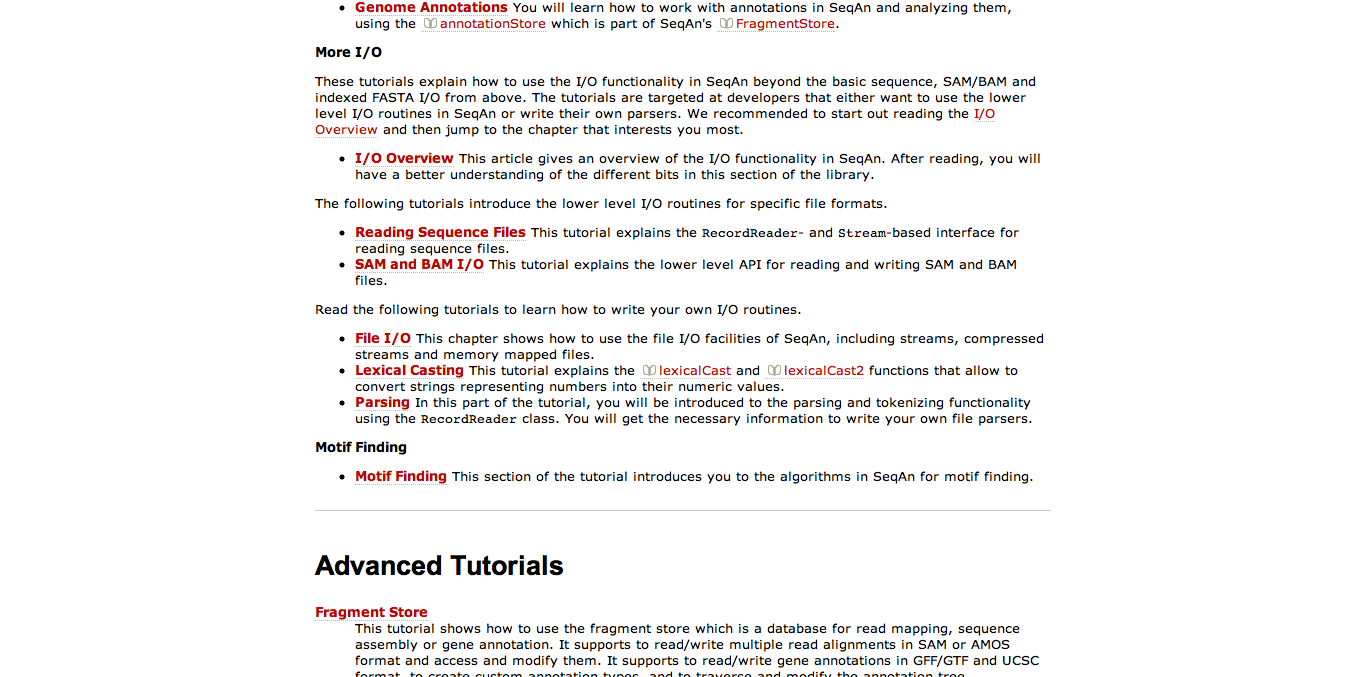 Genome Annotations You will learn how to work with annotations in SeqAn and analyzing them,
using the annotationStore which is part of SeqAn's FragmentStore.
More I/O
These tutorials explain how to use the I/O functionality in SeqAn beyond the basic sequence, SAM/BAM and
indexed FASTA I/O from above. The tutorials are targeted at developers that either want to use the lower
level I/O routines in SeqAn or write their own parsers. We recommended to start out reading the I/O
Overview and then jump to the chapter that interests you most.
I/O Overview This article gives an overview of the I/O functionality in SeqAn. After reading, you will
have a better understanding of the different bits in this section of the library.
The following tutorials introduce the lower level I/O routines for specific file formats.
Reading Sequence Files This tutorial explains the RecordReader- and Stream-based interface for
reading sequence files.
SAM and BAM I/O This tutorial explains the lower level API for reading and writing SAM and BAM
files.
Read the following tutorials to learn how to write your own I/O routines.
File I/O This chapter shows how to use the file I/O facilities of SeqAn, including streams, compressed
streams and memory mapped files.
Lexical Casting This tutorial explains the lexicalCast and lexicalCast2 functions that allow to
convert strings representing numbers into their numeric values.
Parsing In this part of the tutorial, you will be introduced to the parsing and tokenizing functionality
using the RecordReader class. You will get the necessary information to write your own file parsers.
Motif Finding
Motif Finding This section of the tutorial introduces you to the algorithms in SeqAn for motif finding.
Advanced Tutorials
Fragment Store
This tutorial shows how to use the fragment store which is a database for read mapping, sequence
assembly or gene annotation. It supports to read/write multiple read alignments in SAM or AMOS
format and access and modify them. It supports to read/write gene annotations in GFF/GTF and UCSC
format, to create custom annotation types, and to traverse and modify the annotation tree.